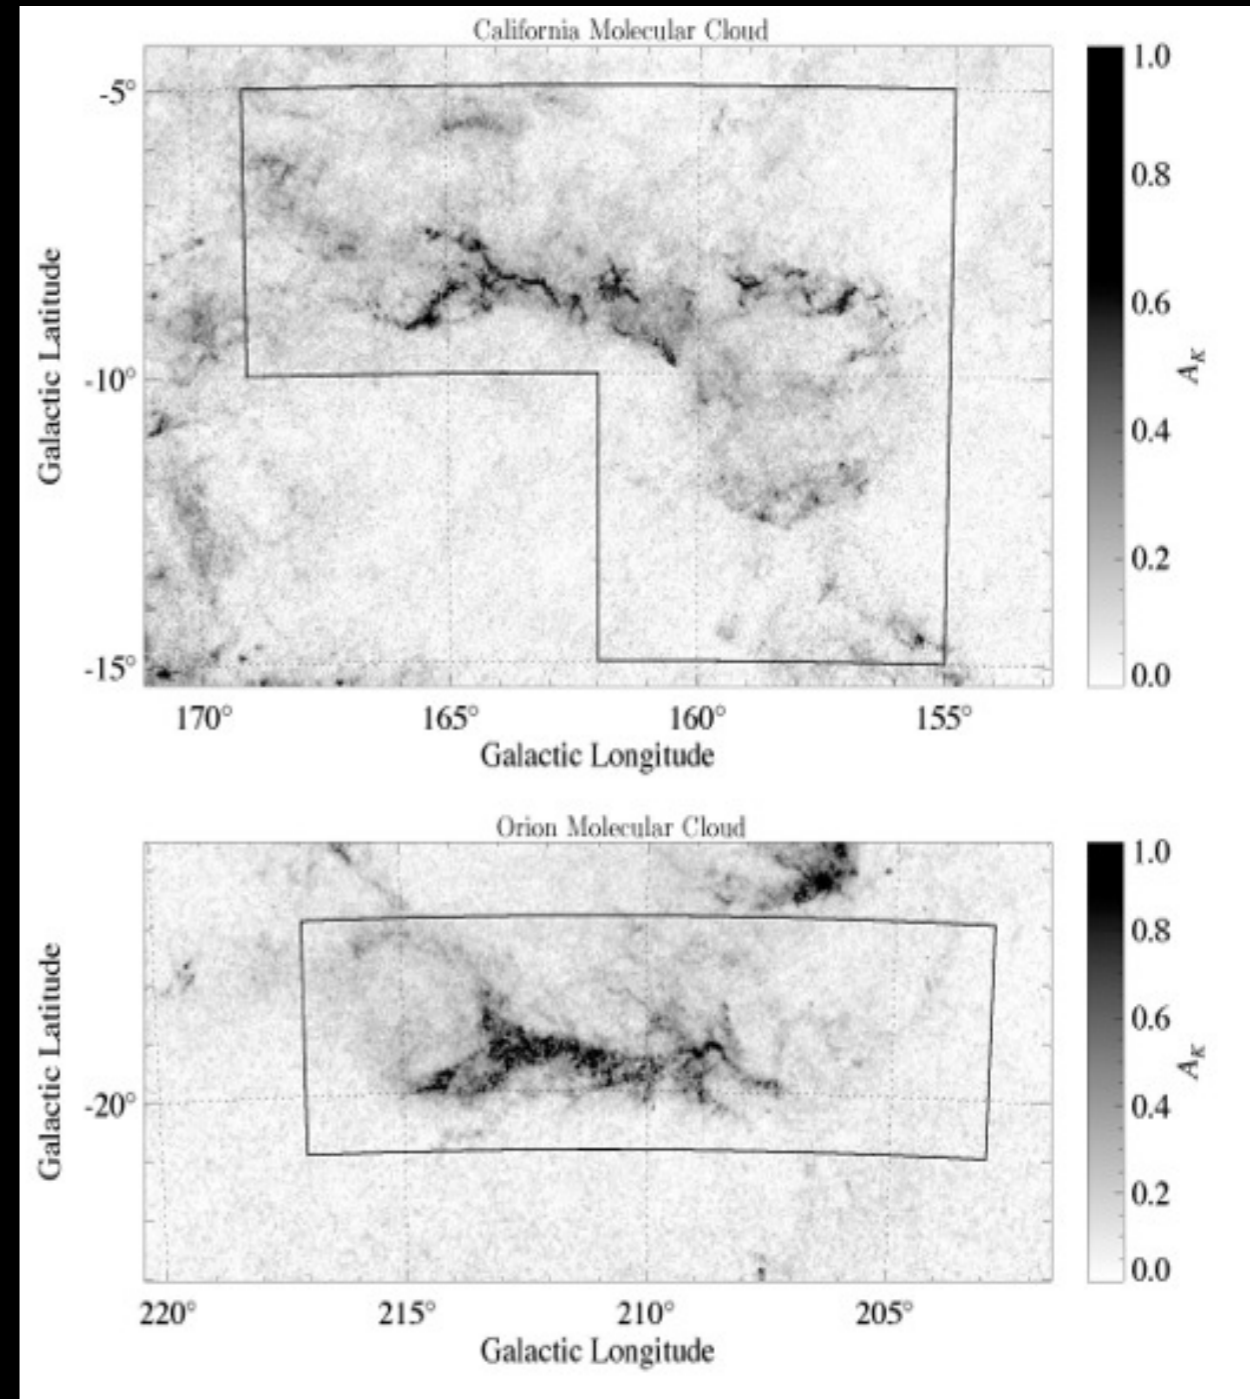 California Molecular Cloud
-5°
-10°
-15°
Galactic Latitude
170° 165° 160° 155°
Galactic Longitude
1.0
0.8
0.6
0.4
0.2
0.0
A_K
Orion Molecular Cloud
-20°
Galactic Latitude
220° 215° 210° 205°
Galactic Longitude
1.0
0.8
0.6
0.4
0.2
0.0
A_K